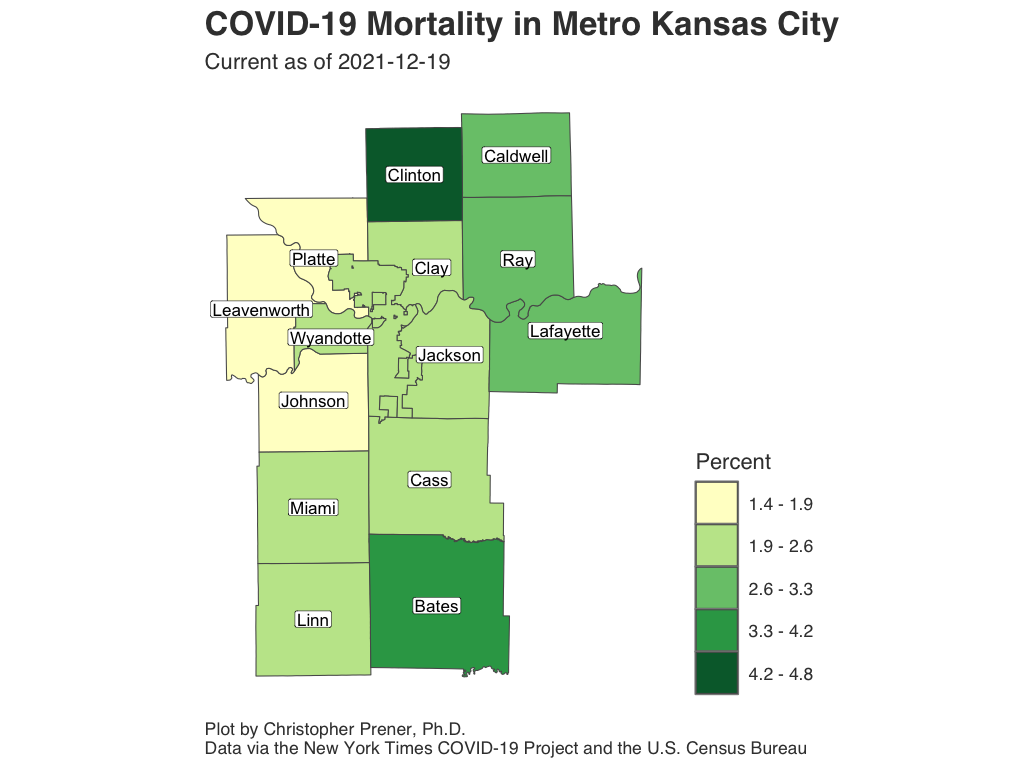 COVID-19 Mortality in Metro Kansas City
Current as of 2021-12-19
Caldwell
Clinton
Platte
Clay
Ray
Leavenworth
Wyandotte
Lafayette
Jackson
Johnson
Cass
Miami
Bates
Linn
Percent
1.4 - 1.9
1.9 - 2.6
2.6 - 3.3
3.3 - 4.2
4.2 - 4.8
Plot by Christopher Prener, Ph.D.
Data via the New York Times COVID-19 Project and the U.S. Census Bureau